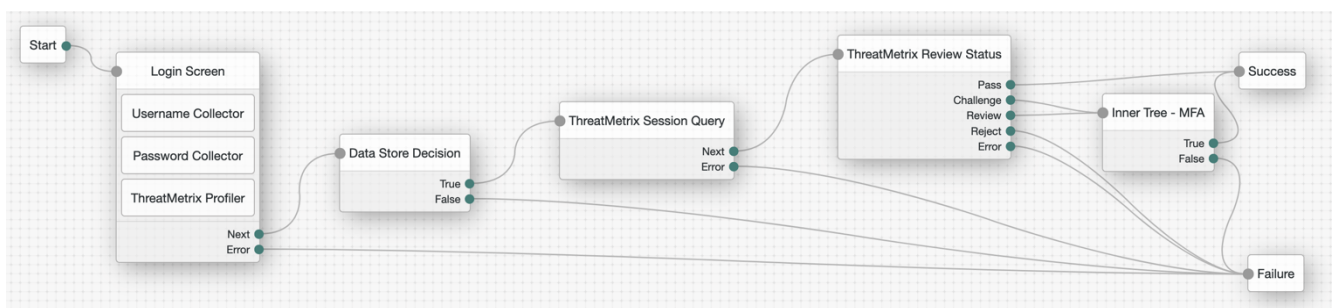 Start
Login Screen
Username Collector
Password Collector
ThreatMetrix Profiler
Next
Error
Data Store Decision
True
False
ThreatMetrix Session Query
Next
Error
ThreatMetrix Review Status
Pass
Challenge
Review
Reject
Error
Inner Tree - MFA
True
False
Success
Failure